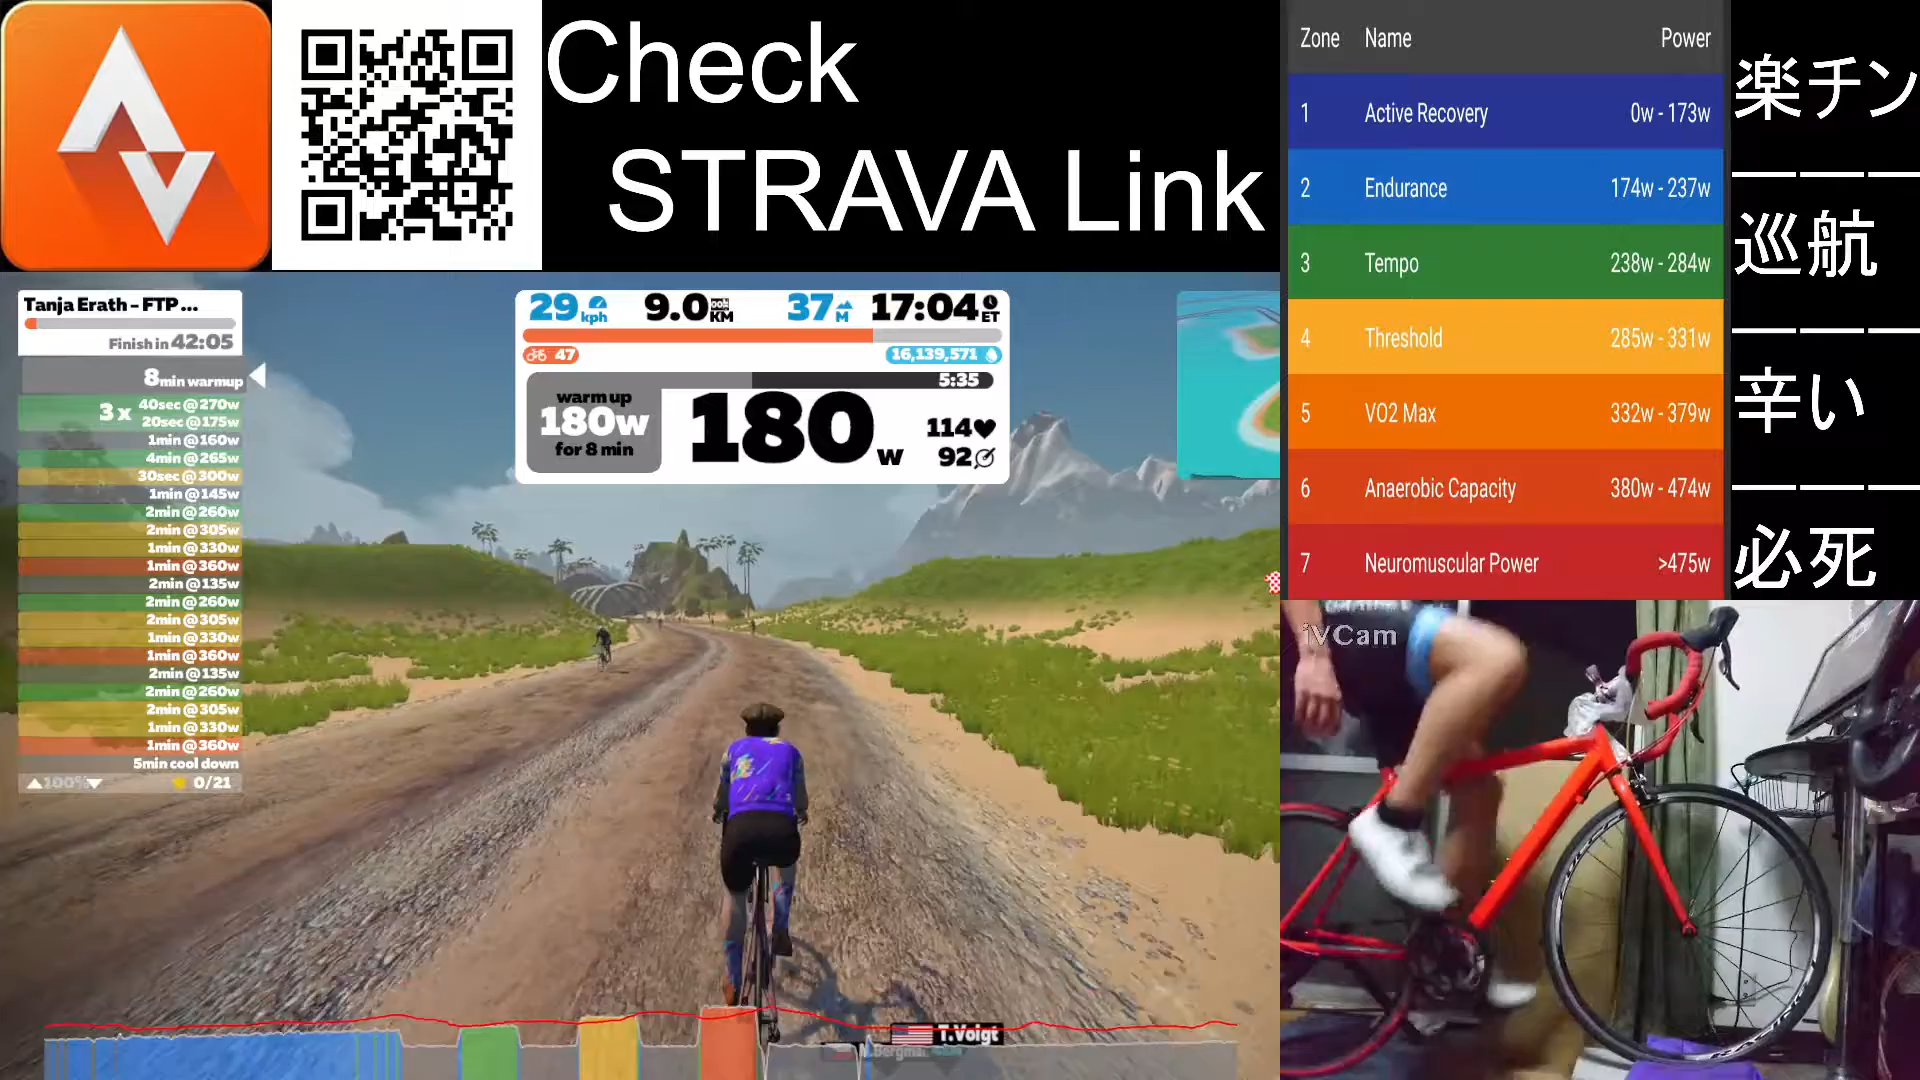 Check
STRAVA Link
Zone Name Power
1 Active Recovery 0w - 173w
2 Endurance 174w - 237w
3 Tempo 238w - 284w
4 Threshold 285w - 331w
5 VO2 Max 332w - 379w
6 Anaerobic Capacity 380w - 474w
7 Neuromuscular Power >475w
楽チン
巡航
辛い
必死
Tanja Erath - FTP ...
Finish in 42:05
8min warmup
3 x 40sec @270w
20sec @175w
1min @160w
4min @265w
30sec @300w
1min @145w
2min @260w
2min @305w
1min @330w
1min @360w
2min @135w
2min @260w
2min @305w
1min @330w
1min @360w
2min @135w
2min @260w
2min @305w
1min @330w
1min @360w
5min cool down
100% 0/21
29 kph 9.0 KM 37 M 17:04 ET
47 16,139,571
5:35
warm up
180w
for 8 min
180 w
114
92
T.Voigt
iVCam